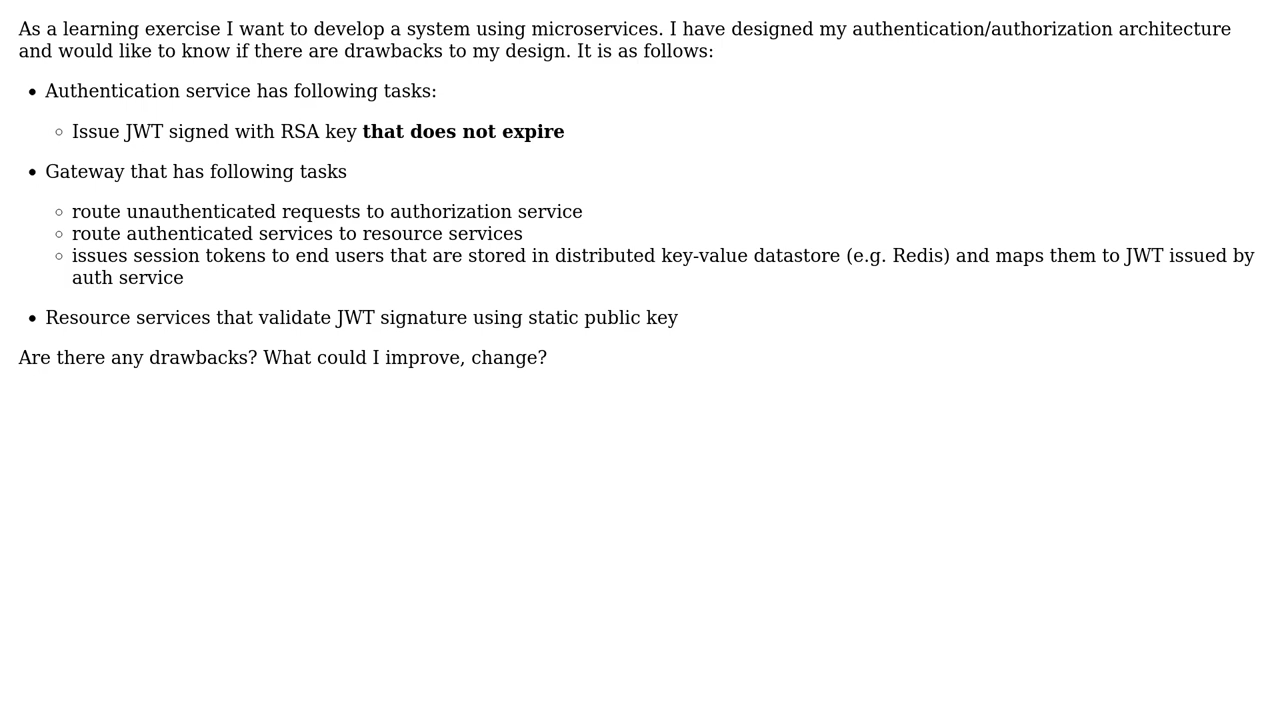 As a learning exercise I want to develop a system using microservices. I have designed my authentication/authorization architecture
and would like to know if there are drawbacks to my design. It is as follows:
• Authentication service has following tasks:
◦ Issue JWT signed with RSA key that does not expire
• Gateway that has following tasks
◦ route unauthenticated requests to authorization service
◦ route authenticated services to resource services
◦ issues session tokens to end users that are stored in distributed key-value datastore (e.g. Redis) and maps them to JWT issued by
auth service
• Resource services that validate JWT signature using static public key
Are there any drawbacks? What could I improve, change?